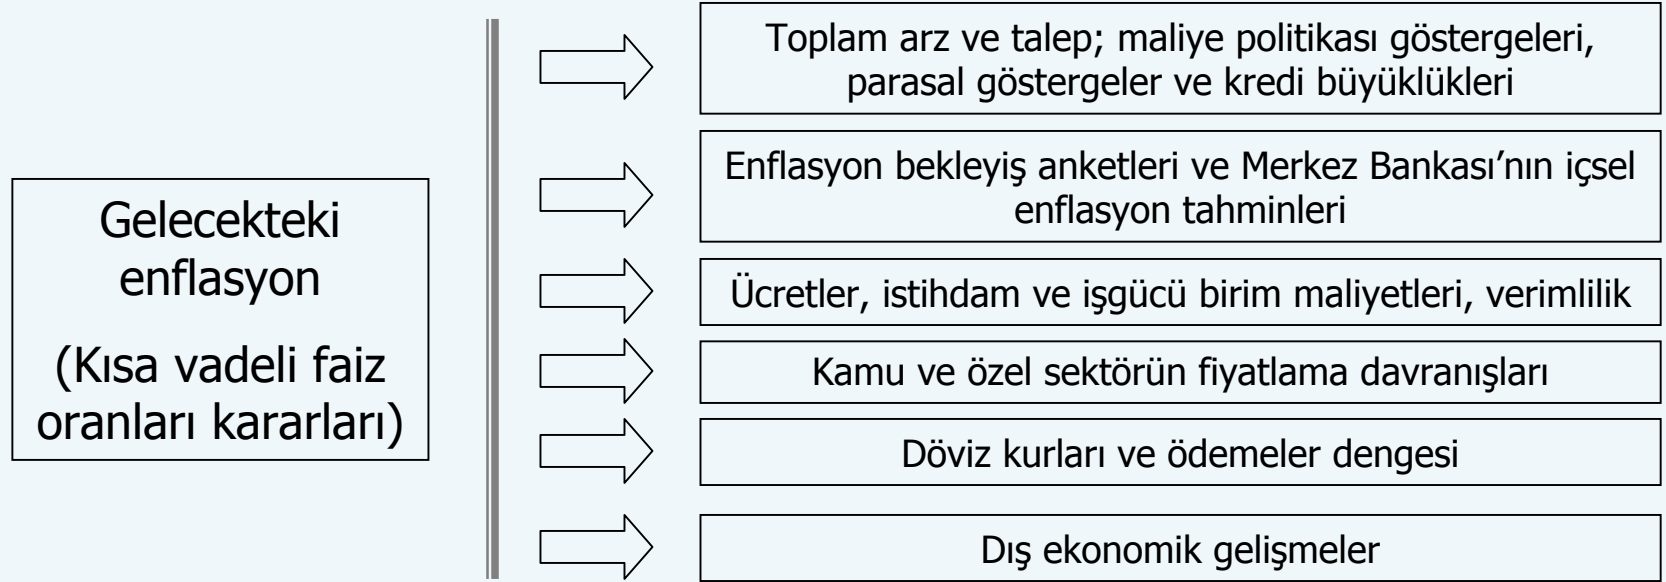 Gelecekteki
enflasyon
(Kısa vadeli faiz
oranları kararları)
Toplam arz ve talep; maliye politikası göstergeleri,
parasal göstergeler ve kredi büyüklükleri
Enflasyon bekleyiş anketleri ve Merkez Bankası’nın içsel
enflasyon tahminleri
Ücretler, istihdam ve işgücü birim maliyetleri, verimlilik
Kamu ve özel sektörün fiyatlama davranışları
Döviz kurları ve ödemeler dengesi
Dış ekonomik gelişmeler